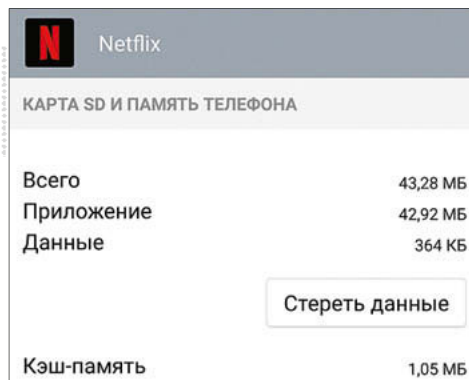 N Netflix
КАРТА SD И ПАМЯТЬ ТЕЛЕФОНА
Всего 43,28 МБ
Приложение 42,92 МБ
Данные 364 КБ
Стереть данные
Кэш-память 1,05 МБ